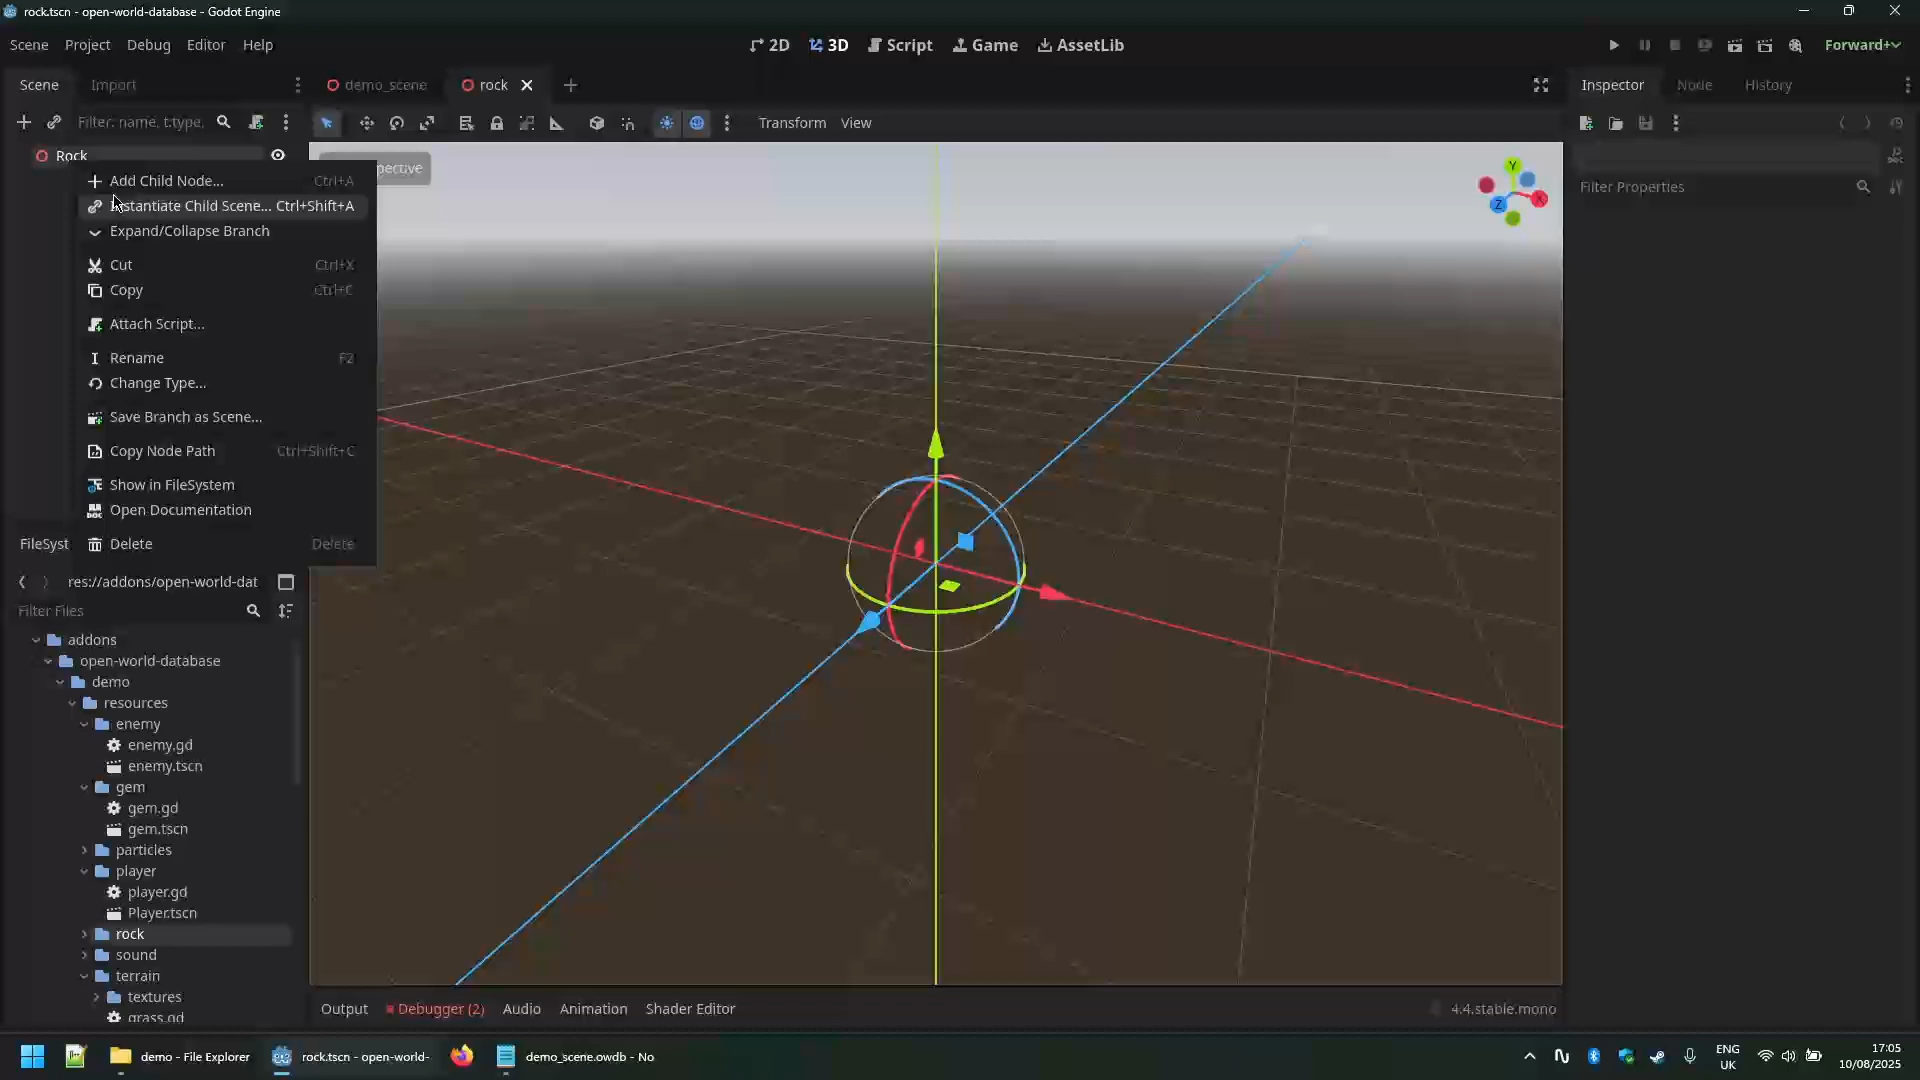 rock.tscn - open-world-database - Godot Engine
Scene Project Debug Editor Help
2D 3D Script Game AssetLib
Forward+
Scene Import
demo_scene rock
Inspector Node History
Filter: name, t:type,
Transform View
Rock
pective
Filter Properties
Y
X
Z
Add Child Node... Ctrl+A
Instantiate Child Scene... Ctrl+Shift+A
Expand/Collapse Branch
Cut Ctrl+X
Copy Ctrl+C
Attach Script...
Rename F2
Change Type...
Save Branch as Scene...
Copy Node Path Ctrl+Shift+C
Show in FileSystem
Open Documentation
FileSyst
Delete Delete
res://addons/open-world-dat
Filter Files
addons
open-world-database
demo
resources
enemy
enemy.gd
enemy.tscn
gem
gem.gd
gem.tscn
particles
player
player.gd
Player.tscn
rock
sound
terrain
textures
grass.gd
Output Debugger (2) Audio Animation Shader Editor
4.4.stable.mono
demo - File Explorer
rock.tscn - open-world-
demo_scene.owdb - No
ENG
UK
17:05
10/08/2025